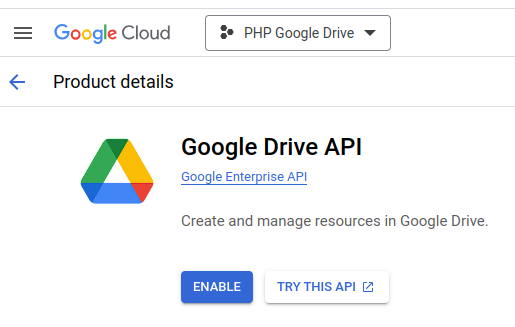 Google Cloud
PHP Google Drive
Product details
Google Drive API
Google Enterprise API
Create and manage resources in Google Drive.
ENABLE
TRY THIS API